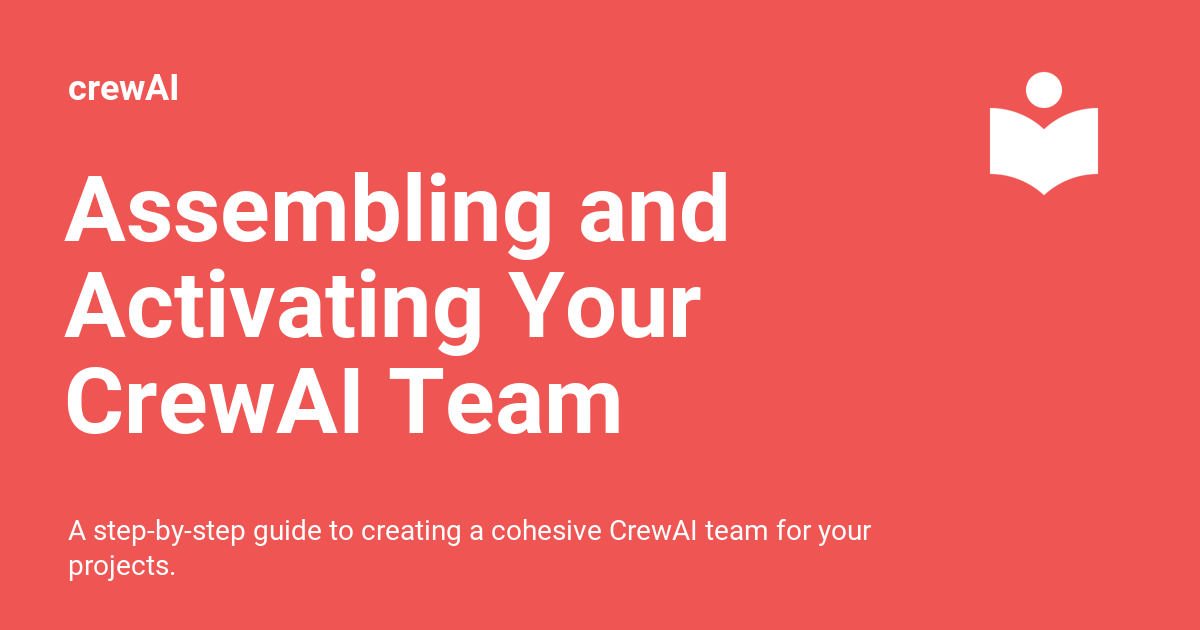 crewAI
Assembling and
Activating Your
CrewAI Team
A step-by-step guide to creating a cohesive CrewAI team for your
projects.